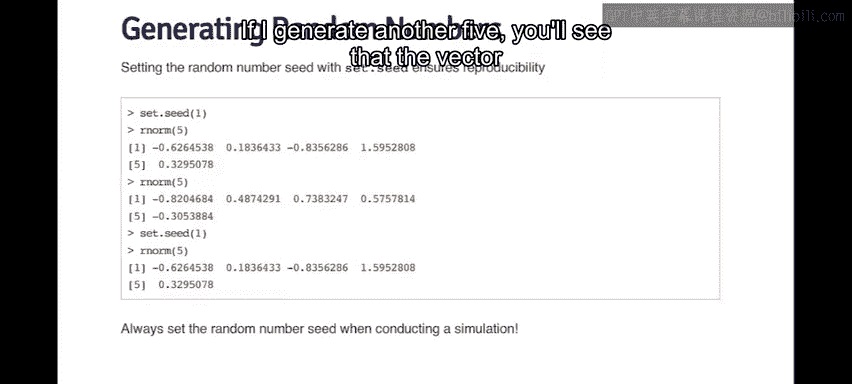 Generating Random Numbers
If I generate another five, you'll see
that the vector
Setting the random number seed with set.seed ensures reproducibility
> set.seed(1)
> rnorm(5)
[1] -0.6264538 0.1836433 -0.8356286 1.5952808
[5] 0.3295078
> rnorm(5)
[1] -0.8204684 0.4874291 0.7383247 0.5757814
[5] -0.3053884
> set.seed(1)
> rnorm(5)
[1] -0.6264538 0.1836433 -0.8356286 1.5952808
[5] 0.3295078
Always set the random number seed when conducting a simulation!